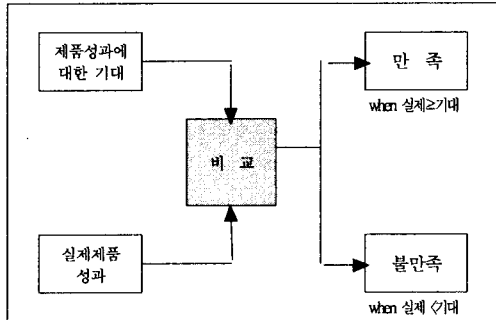 제품성과에
대한 기대
만 족
when 실제≥기대
비 교
실제제품
성과
불만족
when 실제 <기대